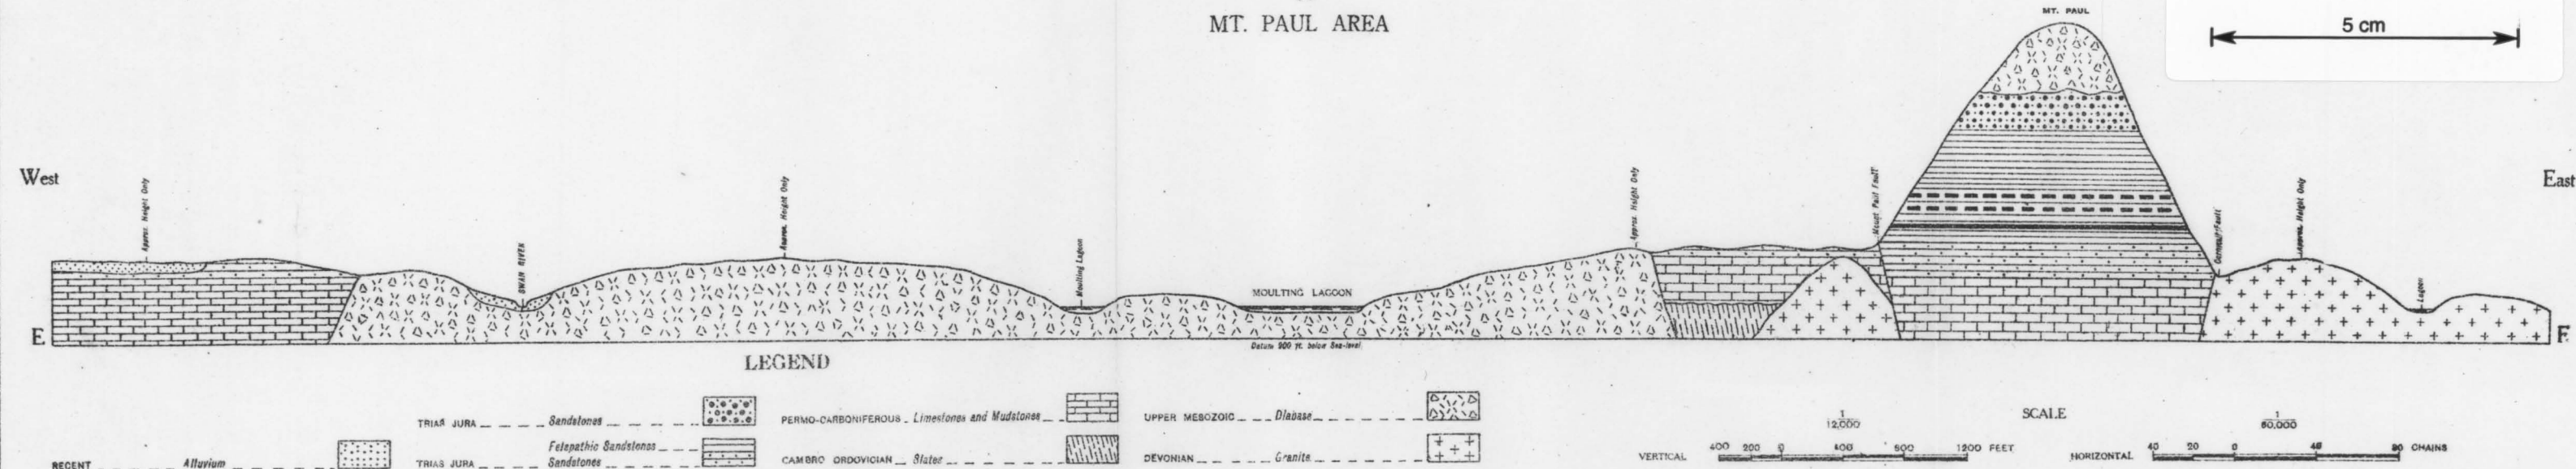 MT. PAUL AREA
MT. PAUL
5 cm
West
East
Approx. Height Only
SWAN RIVER
Approx. Height Only
Moulting Lagoon
MOULTING LAGOON
Approx. Height Only
Mount Paul Fault
Fault
Approx. Height Only
Lagoon
E
F
Datum 900 ft. below Sea-level
LEGEND
TRIAS JURA Sandstones
PERMO-CARBONIFEROUS Limestones and Mudstones
UPPER MESOZOIC Diabase
RECENT Alluvium
TRIAS JURA Felspathic Sandstones
Sandstones
CAMBRO ORDOVICIAN Slates
DEVONIAN Granite
SCALE
1/12,000
1/60,000
VERTICAL 400 200 0 400 800 1200 FEET
HORIZONTAL 40 20 0 40 80 CHAINS